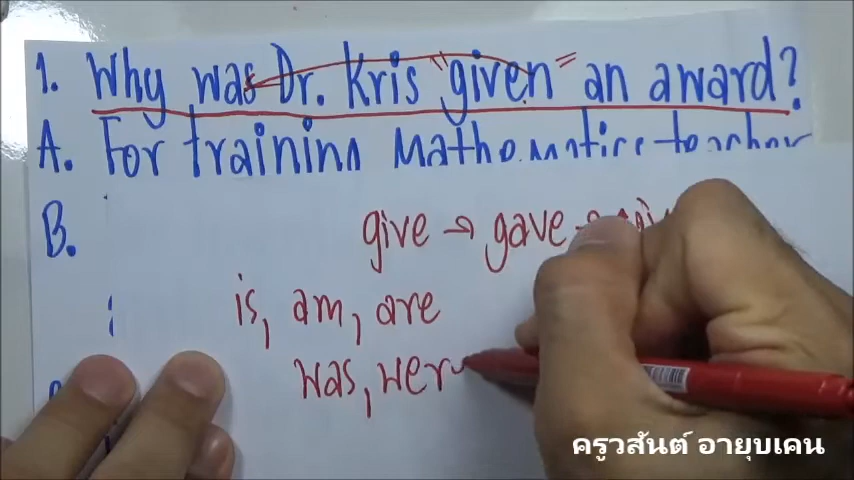 1. Why was Dr. Kris "given" an award?
A. For training Mathematics teacher
B. give → gave →
is, am, are
was, wer
ครูวสันต์ อายุบเคน